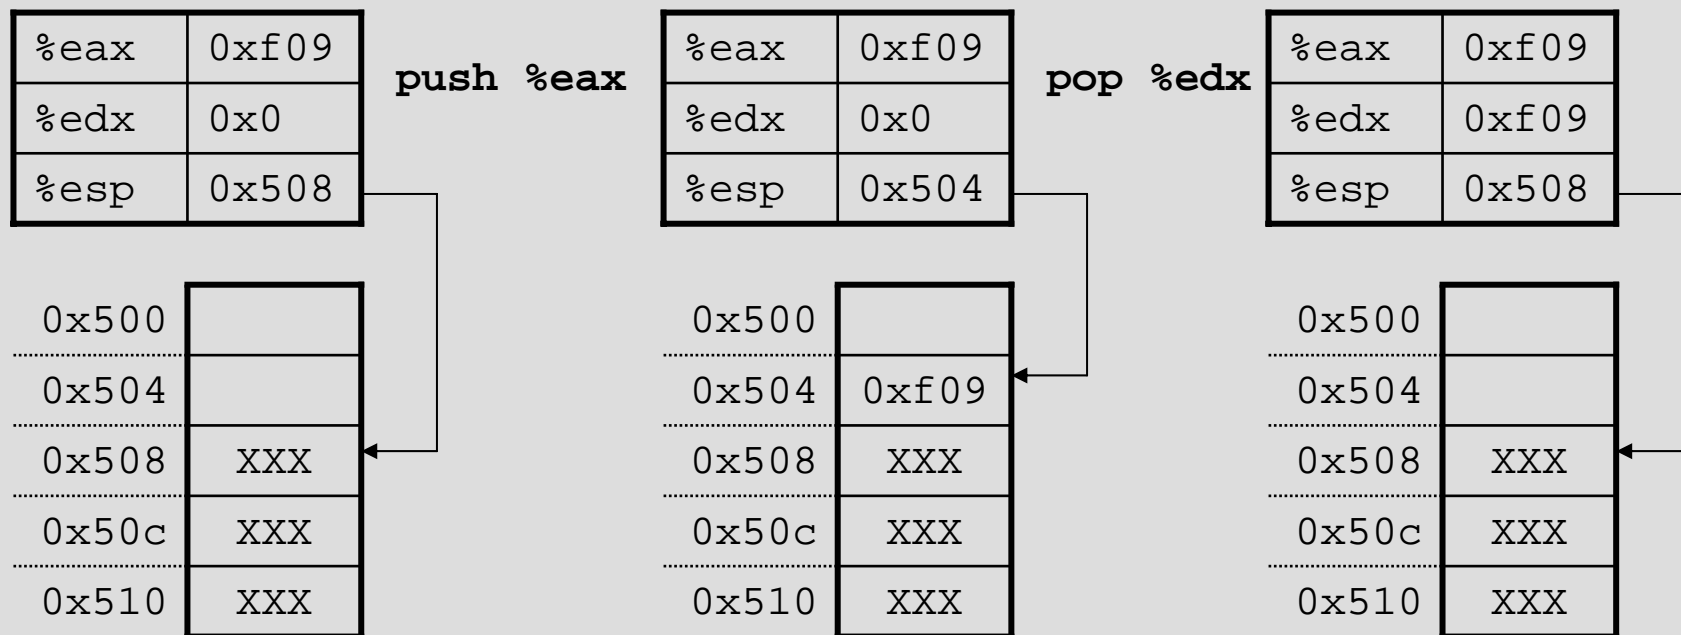 %eax 0xf09
%edx 0x0
%esp 0x508
push %eax
%eax 0xf09
%edx 0x0
%esp 0x504
pop %edx
%eax 0xf09
%edx 0xf09
%esp 0x508
0x500
0x504
0x508 XXX
0x50c XXX
0x510 XXX
0x500
0x504 0xf09
0x508 XXX
0x50c XXX
0x510 XXX
0x500
0x504
0x508 XXX
0x50c XXX
0x510 XXX